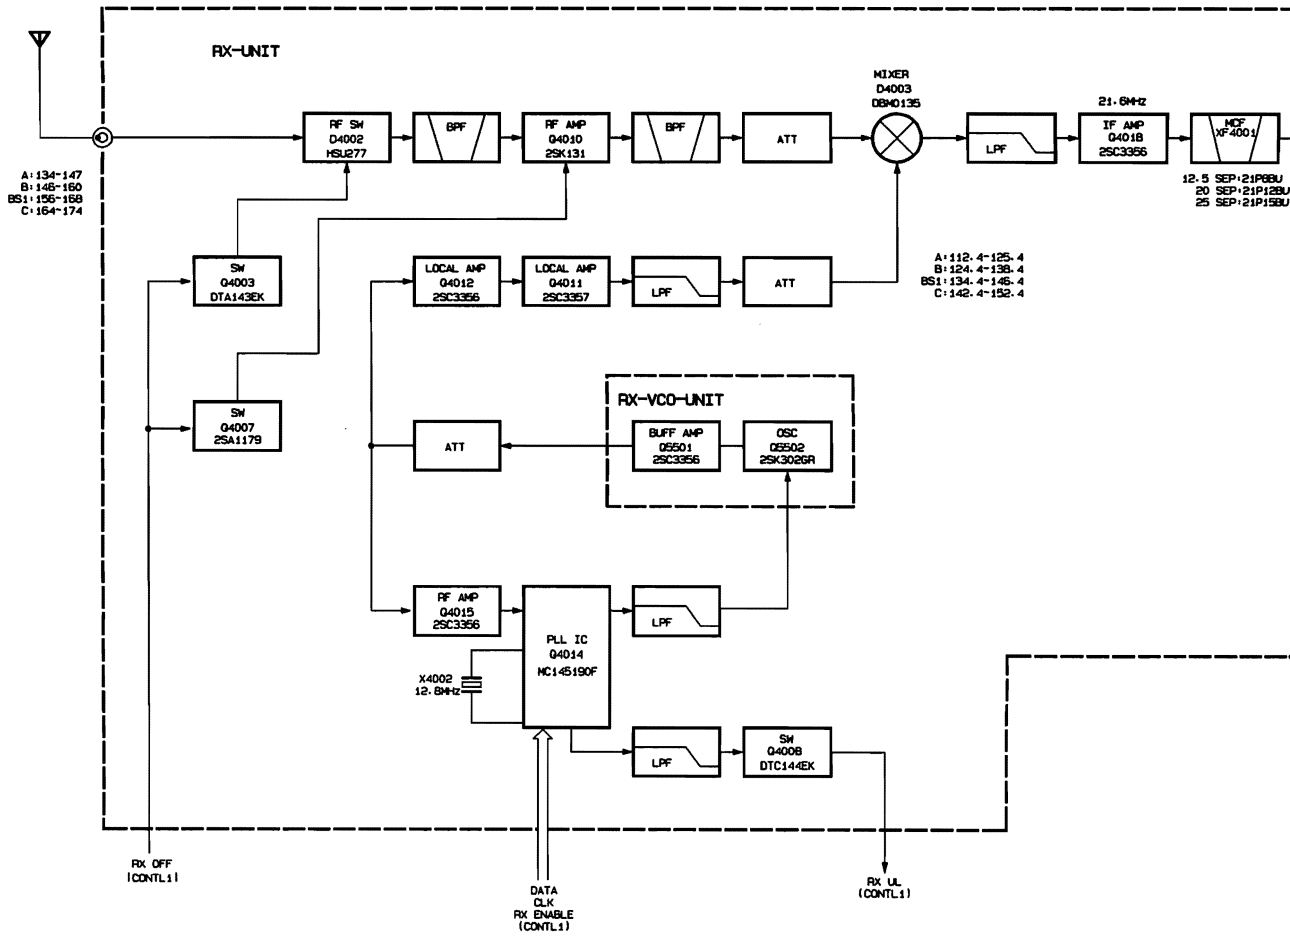 RX-UNIT
MIXER
D4003
DBMD135
21.6MHz
RF SW
D4002
HSU277
BPF
RF AMP
Q4010
2SK131
BPF
ATT
LPF
IF AMP
Q4018
2SC3356
MCF
XF4001
A:134-147
B:146-160
BS1:156-168
C:164-174
12.5 SEP:21P8BU
20 SEP:21P12BU
25 SEP:21P15BU
SW
Q4003
DTA143EK
LOCAL AMP
Q4012
2SC3356
LOCAL AMP
Q4011
2SC3357
LPF
ATT
A:112.4-125.4
B:124.4-138.4
BS1:134.4-146.4
C:142.4-152.4
RX-VCO-UNIT
SW
Q4007
2SA1179
ATT
BUFF AMP
Q5501
2SC3356
OSC
Q5502
2SK302GR
RF AMP
Q4015
2SC3356
PLL IC
Q4014
MC145190F
LPF
X4002
12.8MHz
LPF
SW
Q4008
DTC144EK
RX OFF
(CONTL1)
DATA
CLK
RX ENABLE
(CONTL1)
RX UL
(CONTL1)